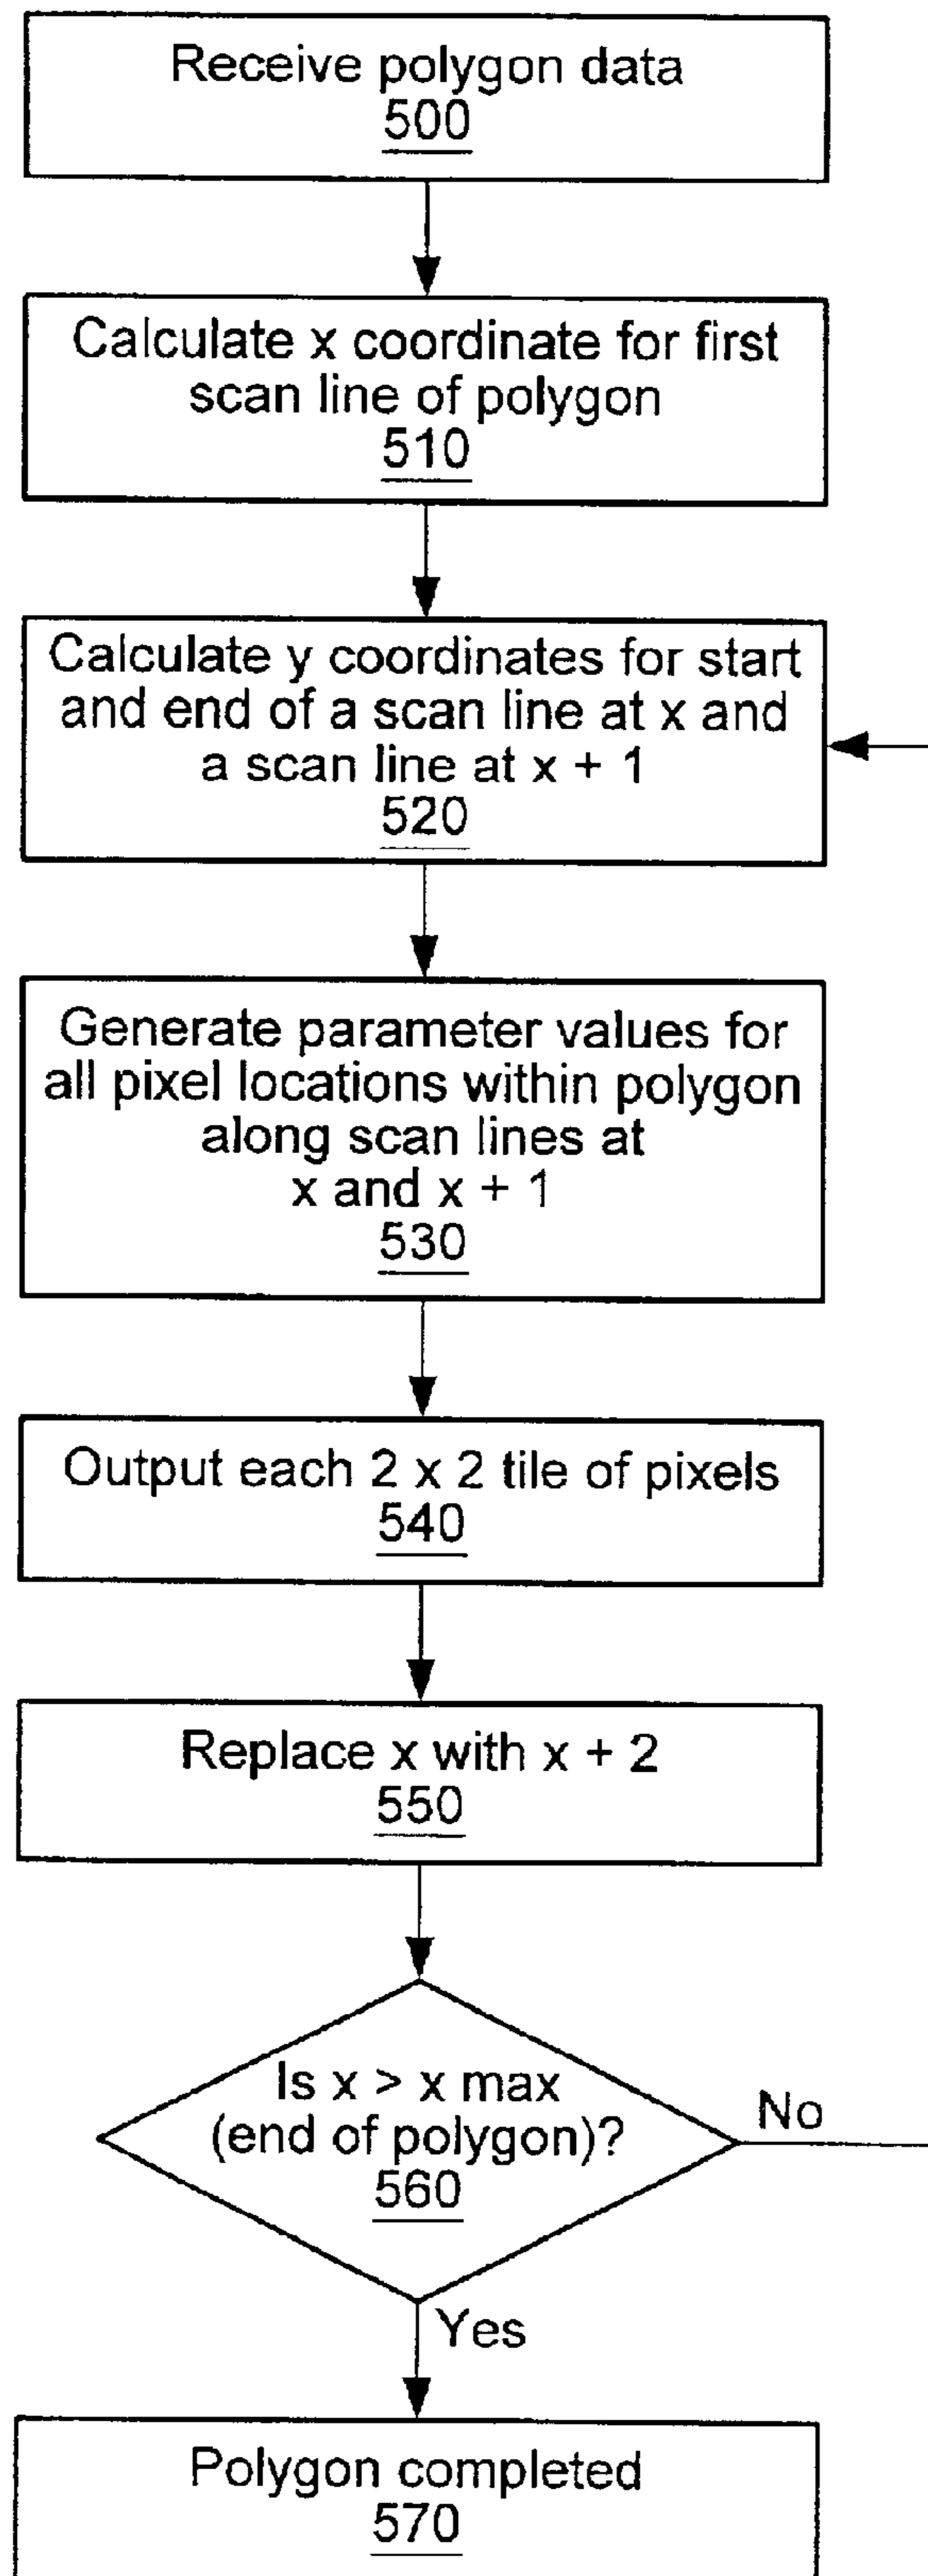 Receive polygon data
500
Calculate x coordinate for first
scan line of polygon
510
Calculate y coordinates for start
and end of a scan line at x and
a scan line at x + 1
520
Generate parameter values for
all pixel locations within polygon
along scan lines at
x and x + 1
530
Output each 2 x 2 tile of pixels
540
Replace x with x + 2
550
Is x > x max
(end of polygon)?
560
No
Yes
Polygon completed
570